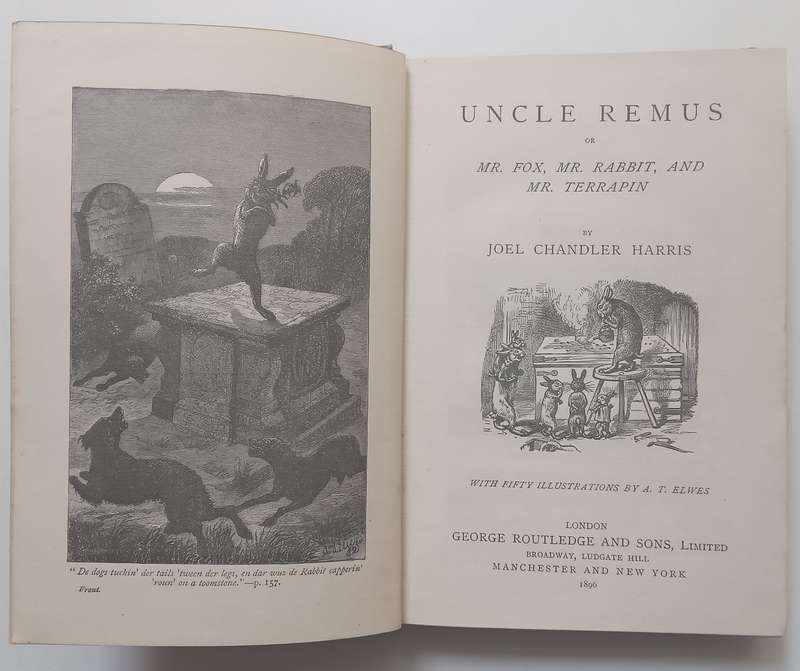 "De dogs tuckin' der tails 'tween der legs, en dar wuz de Rabbit capperin'
'roun' on a toomstone."—p. 157.
Front.
UNCLE REMUS
OR
MR. FOX, MR. RABBIT, AND
MR. TERRAPIN
BY
JOEL CHANDLER HARRIS
WITH FIFTY ILLUSTRATIONS BY A. T. ELWES
LONDON
GEORGE ROUTLEDGE AND SONS, LIMITED
BROADWAY, LUDGATE HILL
MANCHESTER AND NEW YORK
1896